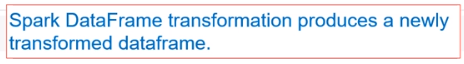 Spark DataFrame transformation produces a newly
transformed dataframe.